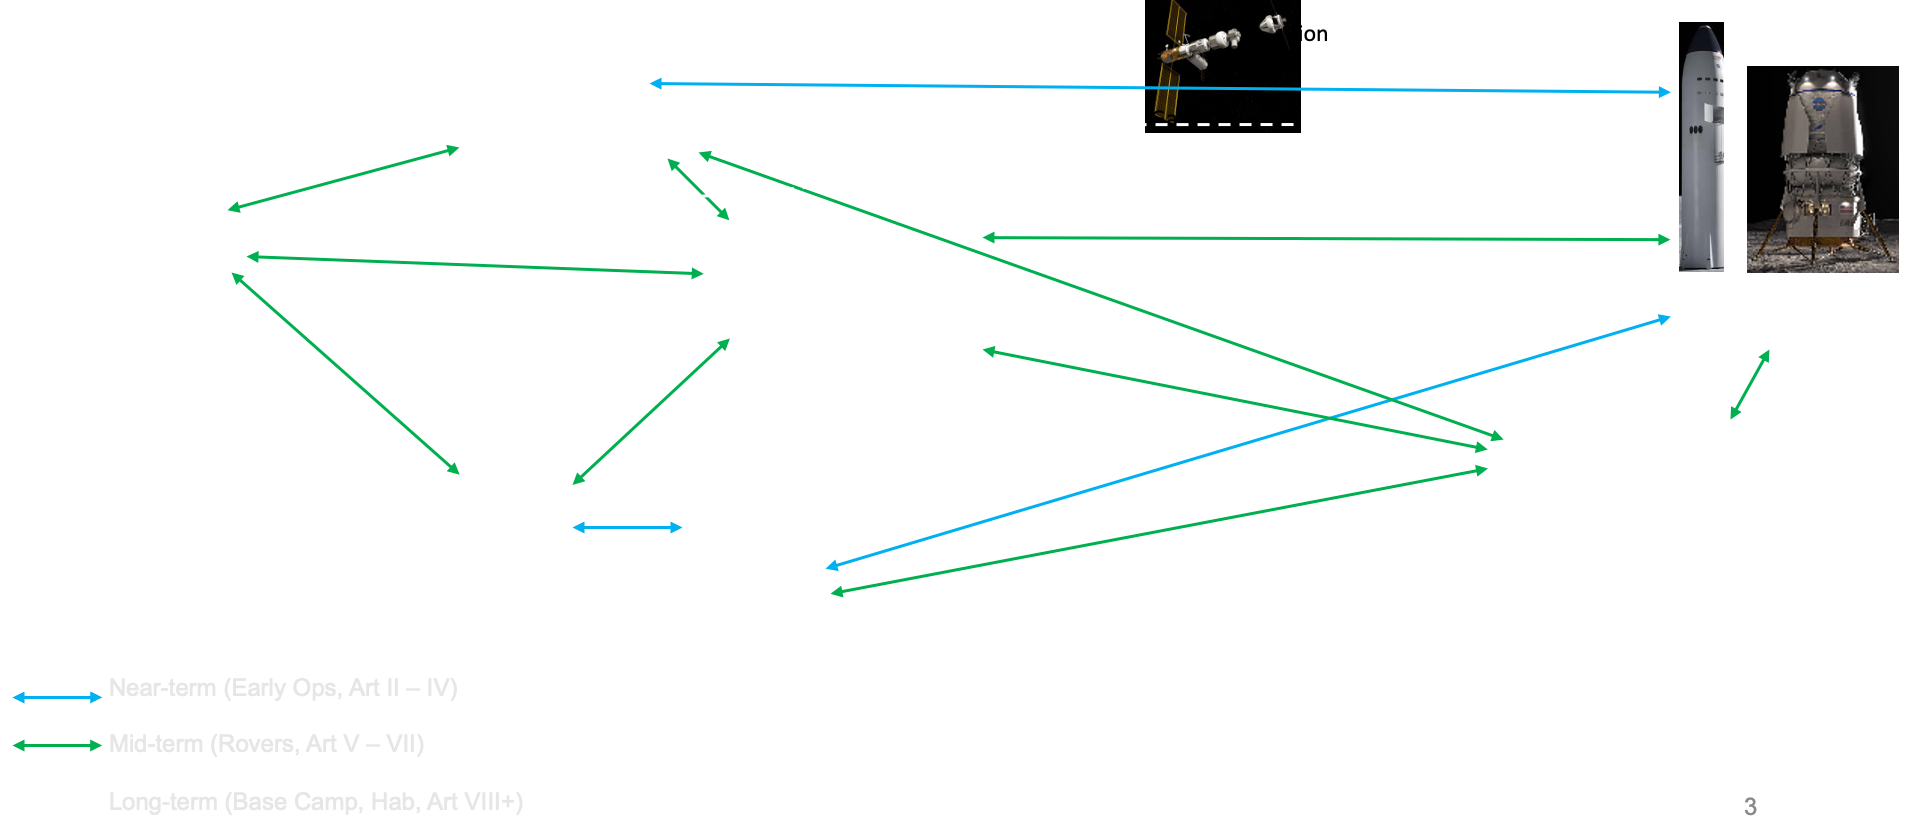 ion
Near-term (Early Ops, Art II – IV)
Mid-term (Rovers, Art V – VII)
Long-term (Base Camp, Hab, Art VIII+)
3